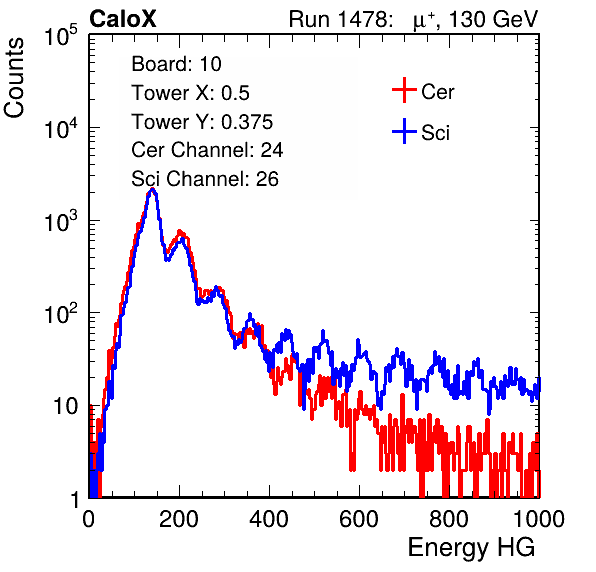 CaloX Run 1478: μ⁺, 130 GeV
Counts
10⁵
10⁴
10³
10²
10
1
Board: 10
Tower X: 0.5
Tower Y: 0.375
Cer Channel: 24
Sci Channel: 26
Cer
Sci
0 200 400 600 800 1000
Energy HG